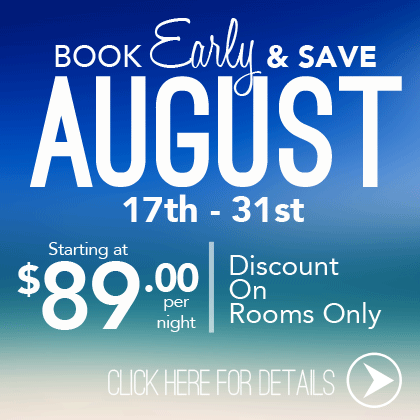 BOOK Early & SAVE
AUGUST
17th - 31st
Starting at
$89.00
per
night
Discount
On
Rooms Only
CLICK HERE FOR DETAILS